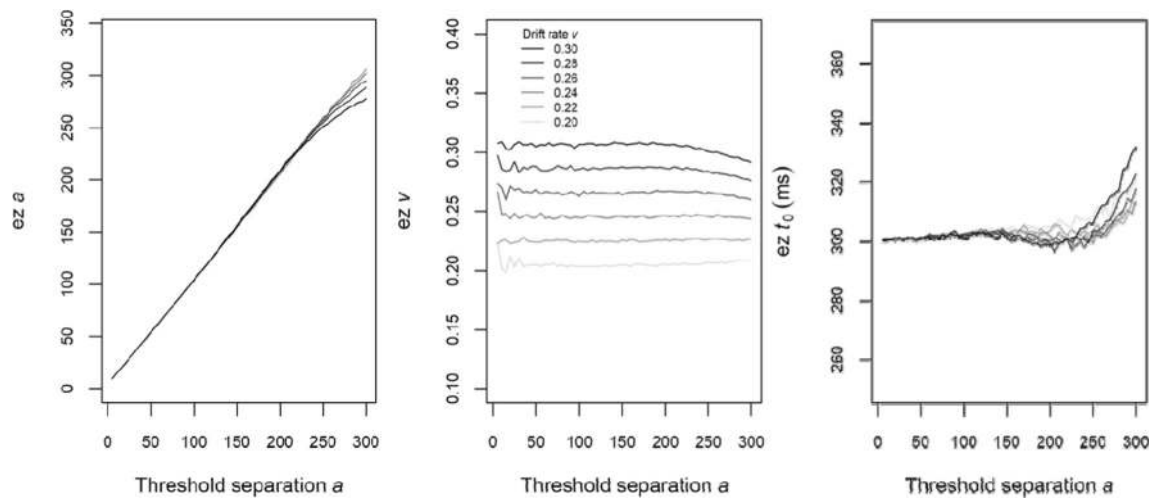 ez a
350
300
250
200
150
100
50
0
0 50 100 150 200 250 300
Threshold separation a
ez v
0.40
0.35
0.30
0.25
0.20
0.15
0.10
Drift rate v
0.30
0.28
0.26
0.24
0.22
0.20
0 50 100 150 200 250 300
Threshold separation a
ez t₀ (ms)
360
340
320
300
280
260
0 50 100 150 200 250 300
Threshold separation a